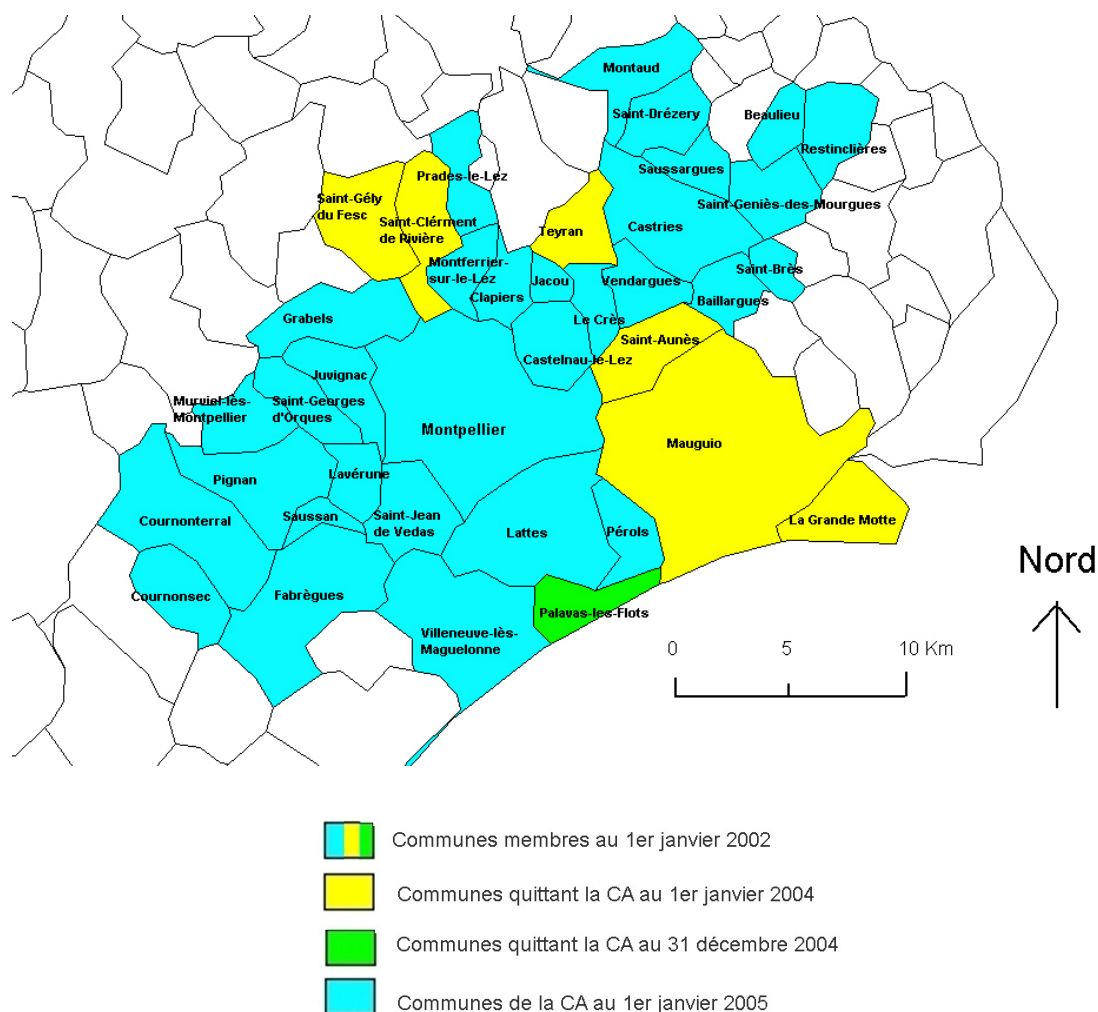 Montaud
Saint-Drézery
Beaulieu
Restinclières
Saussargues
Prades-le-Léz
Saint-Gély
du Fesc
Saint-Clérment
de Rivière
Saint-Geniès-des-Mourgues
Teyran
Castries
Montferrier-
sur-le-Léz
Clapiers
Jacou
Vendargues
Saint-Brès
Baillargues
Grabels
Le Crès
Saint-Aunès
Castelnau-le-Lez
Juvignac
Murviel-lès-
Montpellier
Saint-Georges
d'Orques
Montpellier
Mauguio
Pignan
Lavérune
Cournonterral
Saussan
Saint-Jean
de Vedas
Lattes
Pérols
La Grande Motte
Nord
Cournonsec
Fabrègues
Palavas-les-Flots
Villeneuve-lès-
Maguelonne
0 5 10 Km
Communes membres au 1er janvier 2002
Communes quittant la CA au 1er janvier 2004
Communes quittant la CA au 31 décembre 2004
Communes de la CA au 1er janvier 2005